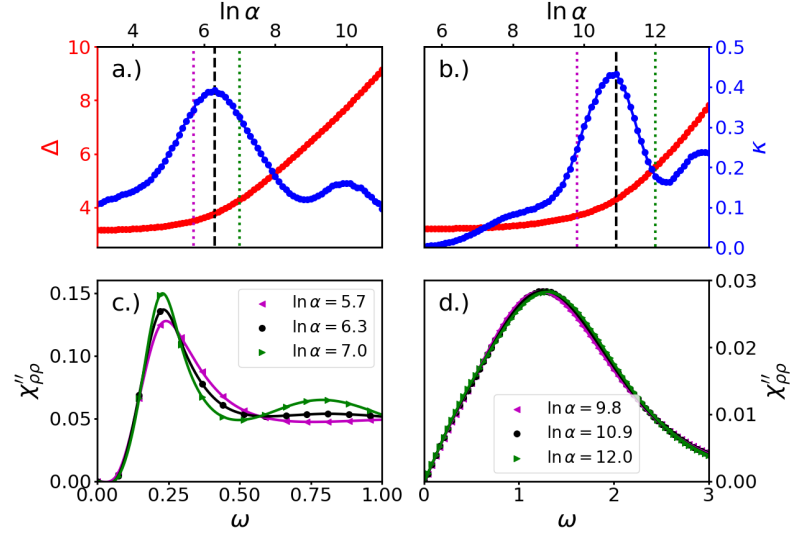 ln α
ln α
4
6
8
10
6
8
10
12
10
8
6
4
Δ
a.)
b.)
0.5
0.4
0.3
0.2
0.1
0.0
κ
0.15
0.10
0.05
0.00
χ″ρρ
c.)
ln α = 5.7
ln α = 6.3
ln α = 7.0
d.)
ln α = 9.8
ln α = 10.9
ln α = 12.0
0.03
0.02
0.01
0.00
χ″ρρ
0.00
0.25
0.50
0.75
1.00
0
1
2
3
ω
ω